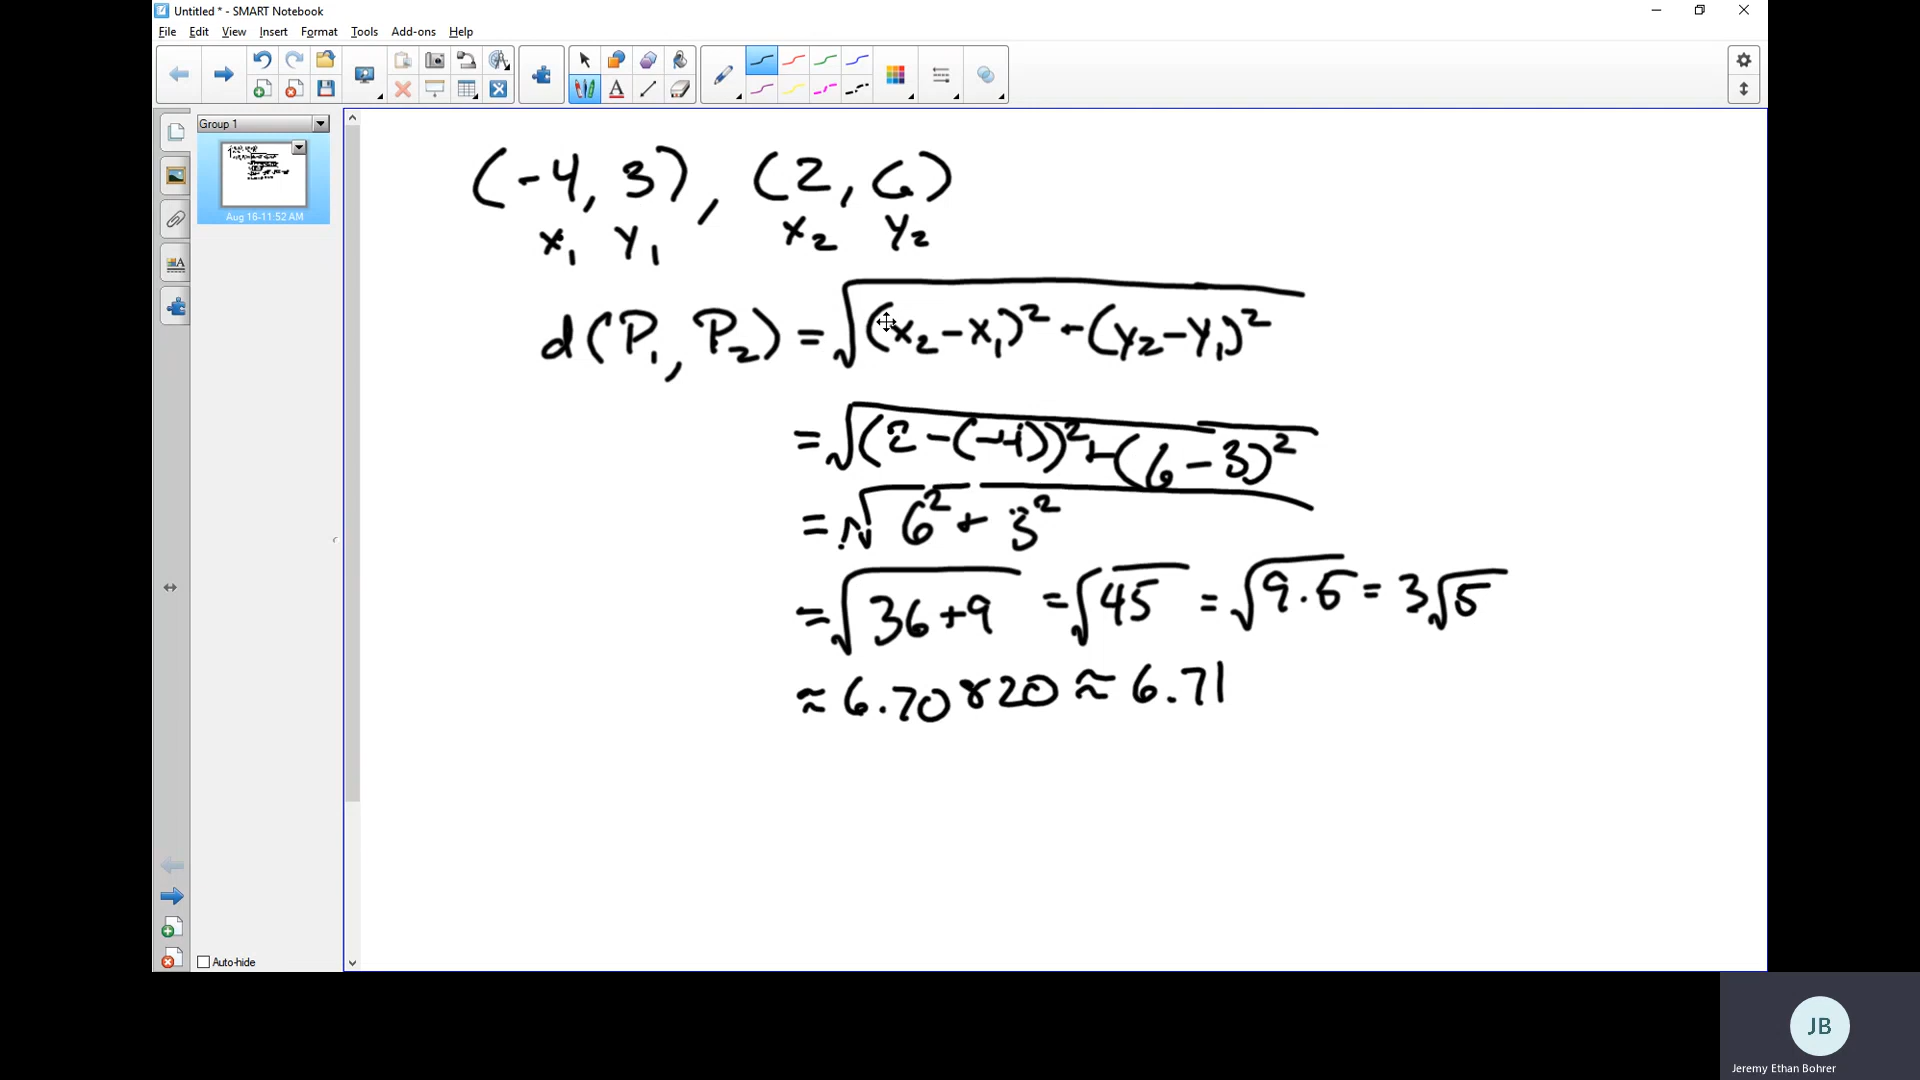 Untitled * - SMART Notebook
File Edit View Insert Format Tools Add-ons Help
Group 1
Aug 16-11:52 AM
(-4, 3), (2, 6)
x₁ y₁ x₂ y₂
d(P₁, P₂) = √((x₂-x₁)² + (y₂-y₁)²)
= √((2-(-4))² + (6-3)²)
= √(6² + 3²)
= √(36+9) = √45 = √(9·5) = 3√5
≈ 6.70820 ≈ 6.71
Auto-hide
JB
Jeremy Ethan Bohrer